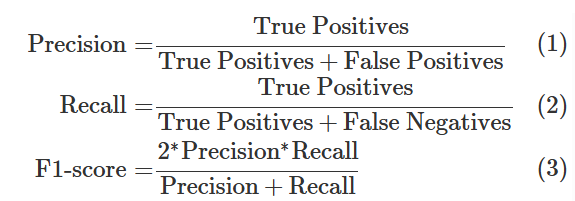 Precision = True Positives / True Positives + False Positives (1)
Recall = True Positives / True Positives + False Negatives (2)
F1-score = 2*Precision*Recall / Precision + Recall (3)